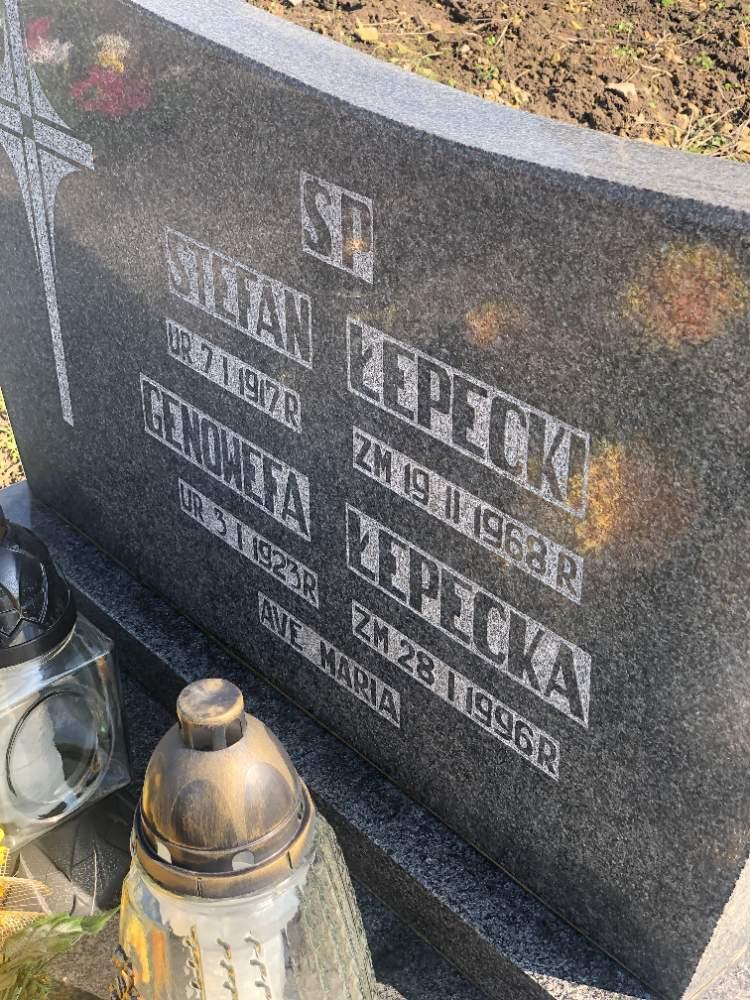 SP
STEFAN ŁEPECKI
UR 7 I 1917 R ZM 19 II 1968 R
GENOWEFA ŁEPECKA
UR 3 I 1923 R ZM 28 I 1996 R
AVE MARIA